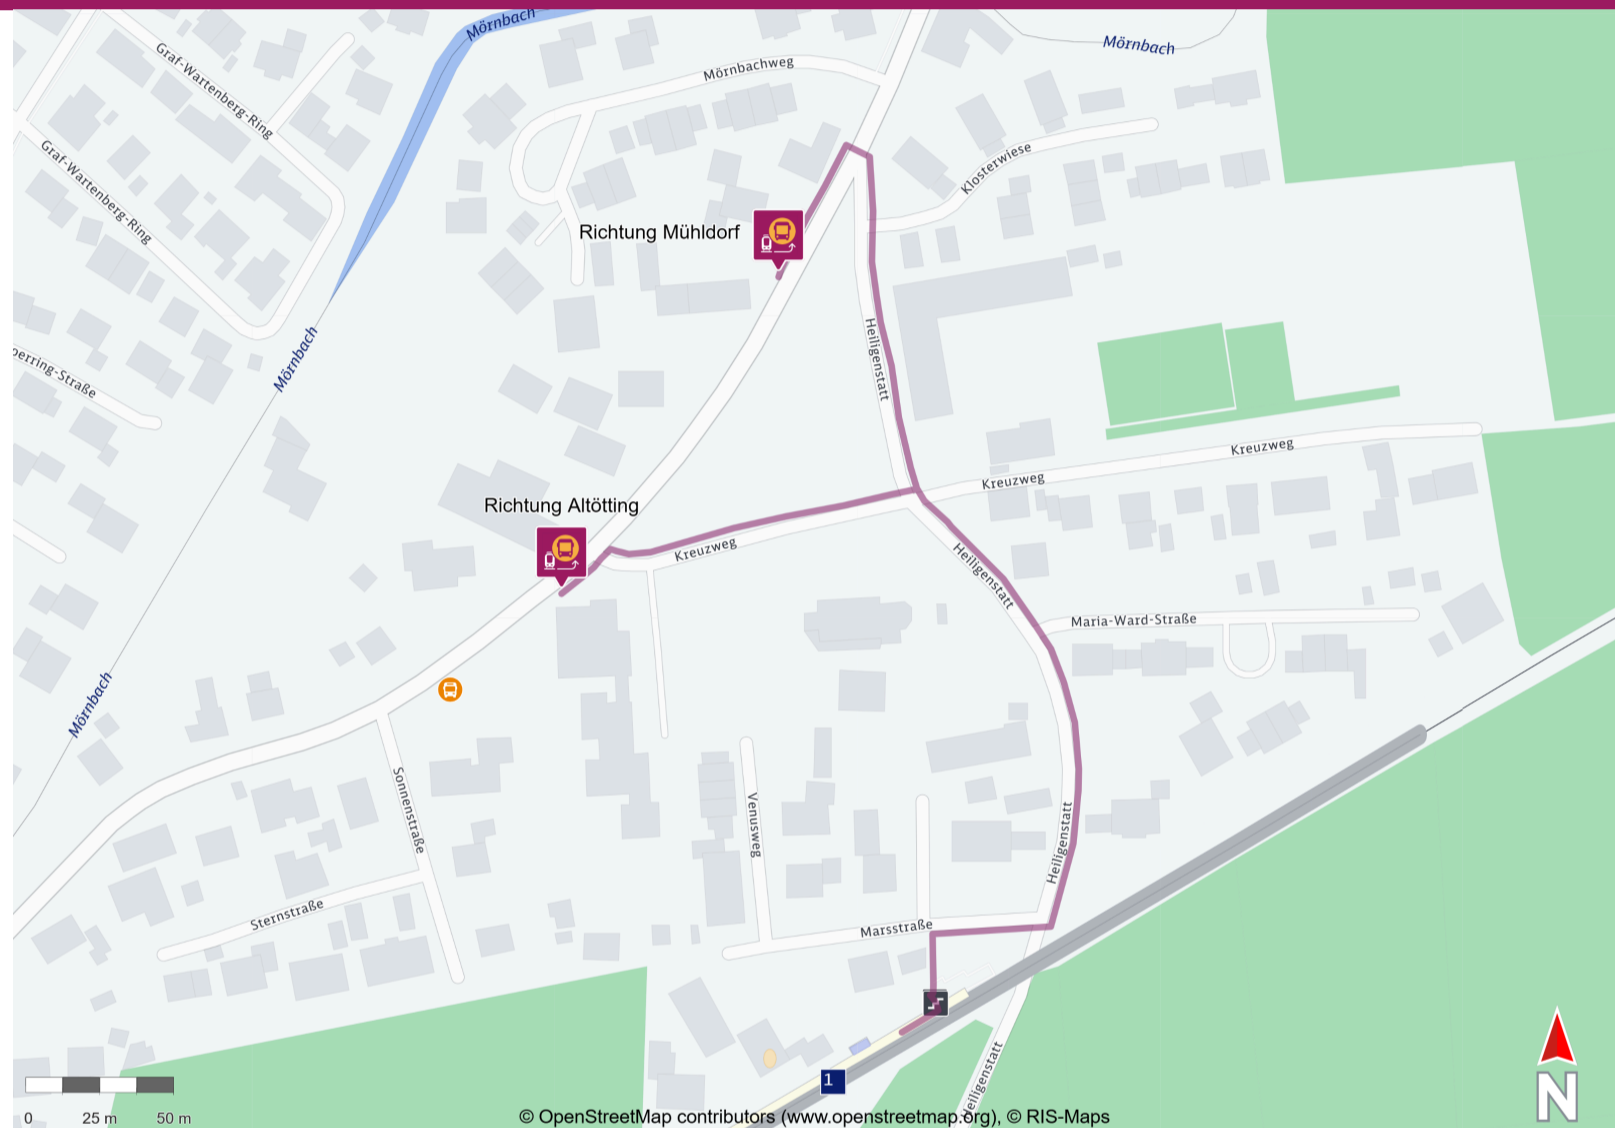 Mörnbach
Mörnbach
Graf-Wartenberg-Ring
Mörnbachweg
Graf-Wartenberg-Ring
Klosterwiese
Richtung Mühldorf
Mörnbach
Heiligenstatt
oerring-Straße
Kreuzweg
Kreuzweg
Richtung Altötting
Kreuzweg
Heiligenstatt
Maria-Ward-Straße
Mörnbach
Sonnenstraße
Venusweg
Heiligenstatt
Sternstraße
Marsstraße
Heiligenstatt
1
N
0 25 m 50 m
© OpenStreetMap contributors (www.openstreetmap.org), © RIS-Maps